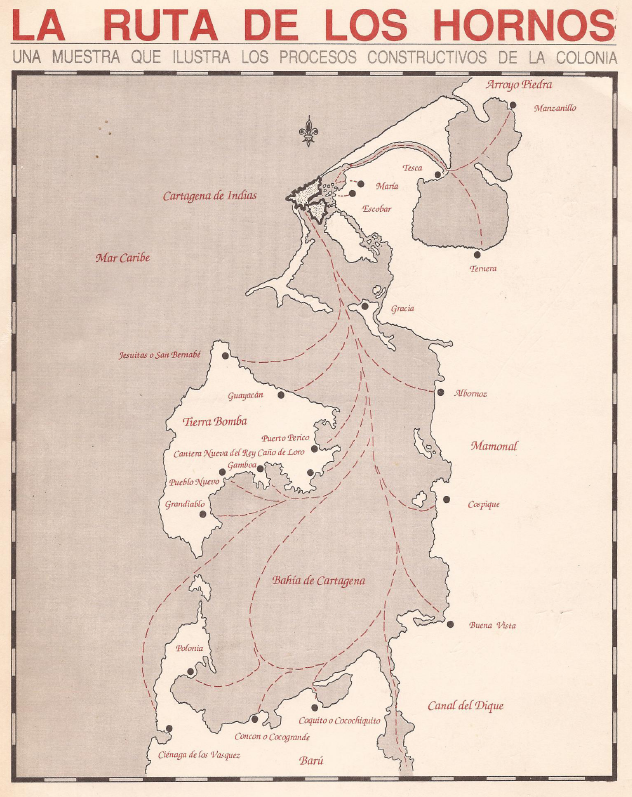 LA RUTA DE LOS HORNOS
UNA MUESTRA QUE ILUSTRA LOS PROCESOS CONSTRUCTIVOS DE LA COLONIA
Arroyo Piedra
Manzanillo
Tesca
María
Cartagena de Indias
Escobar
Mar Caribe
Ternera
Gracia
Jesuitas o San Bernabé
Albornoz
Guayacán
Tierra Bomba
Puerto Perico
Mamonal
Cantera Nueva del Rey Caño de Loro
Gamboa
Pueblo Nuevo
Grandiablo
Cospique
Bahía de Cartagena
Buena Vista
Polonia
Canal del Dique
Coquito o Cocochiquito
Concon o Cocogrande
Ciénaga de los Vasquez
Barú